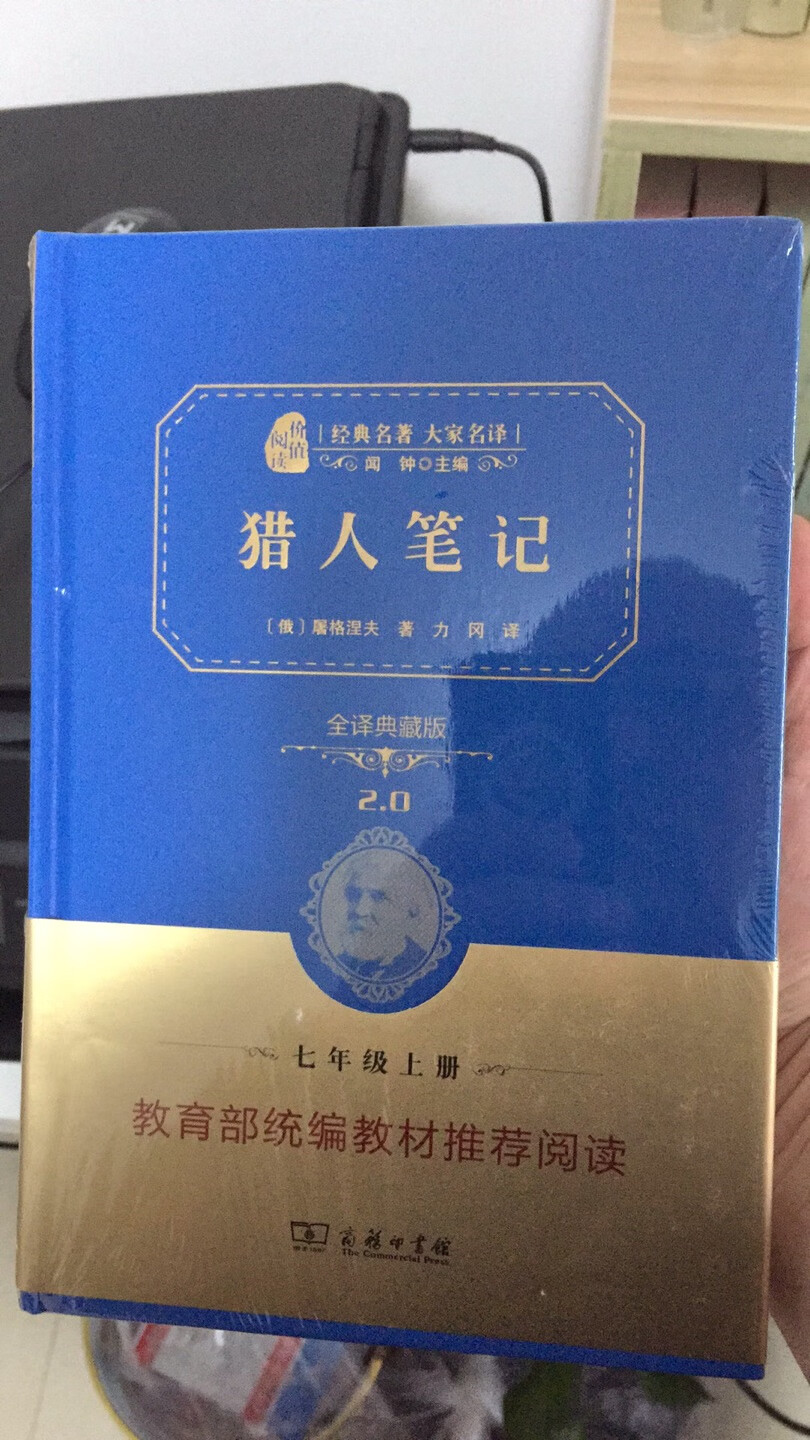 价值阅读
经典名著 大家名译
闻 钟 主编
猎人笔记
〔俄〕屠格涅夫 著 力 冈 译
全译典藏版
2.0
七年级上册
教育部统编教材推荐阅读
商务印书馆
The Commercial Press